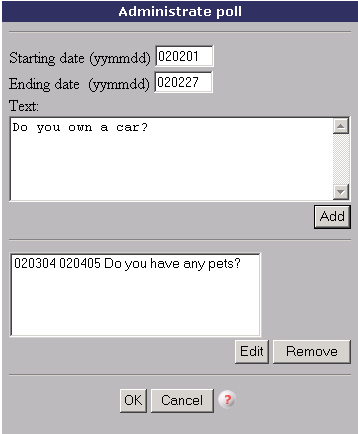 Administrate poll
Starting date (yymmdd) 020201
Ending date (yymmdd) 020227
Text:
Do you own a car?
Add
020304 020405 Do you have any pets?
Edit Remove
OK Cancel ?